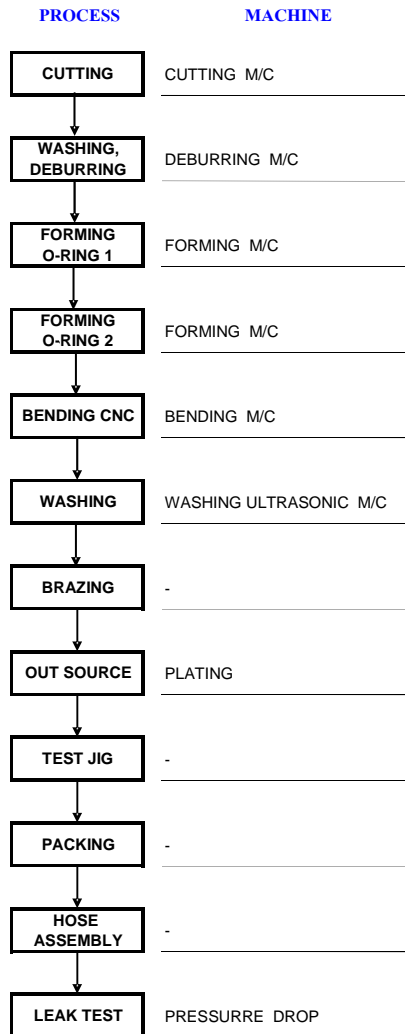 PROCESS MACHINE
CUTTING CUTTING M/C
WASHING,
DEBURRING DEBURRING M/C
FORMING
O-RING 1 FORMING M/C
FORMING
O-RING 2 FORMING M/C
BENDING CNC BENDING M/C
WASHING WASHING ULTRASONIC M/C
BRAZING -
OUT SOURCE PLATING
TEST JIG -
PACKING -
HOSE
ASSEMBLY -
LEAK TEST PRESSURRE DROP